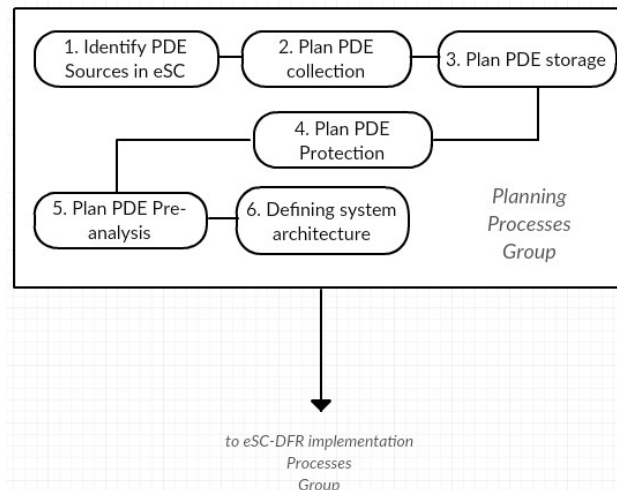 1. Identify PDE
Sources in eSC
2. Plan PDE
collection
3. Plan PDE storage
4. Plan PDE
Protection
5. Plan PDE Pre-
analysis
6. Defining system
architecture
Planning
Processes
Group
to eSC-DFR implementation
Processes
Group